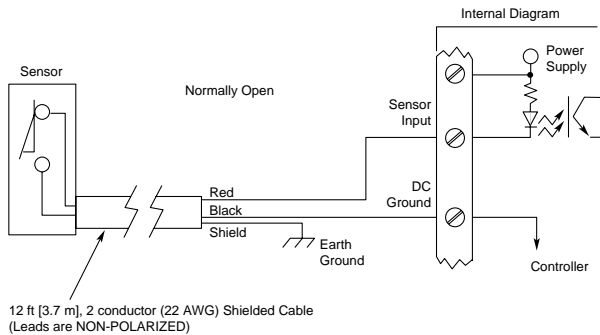 Internal Diagram
Power
Supply
Sensor
Normally Open
Sensor
Input
DC
Ground
Red
Black
Shield
Earth
Ground
Controller
12 ft [3.7 m], 2 conductor (22 AWG) Shielded Cable
(Leads are NON-POLARIZED)